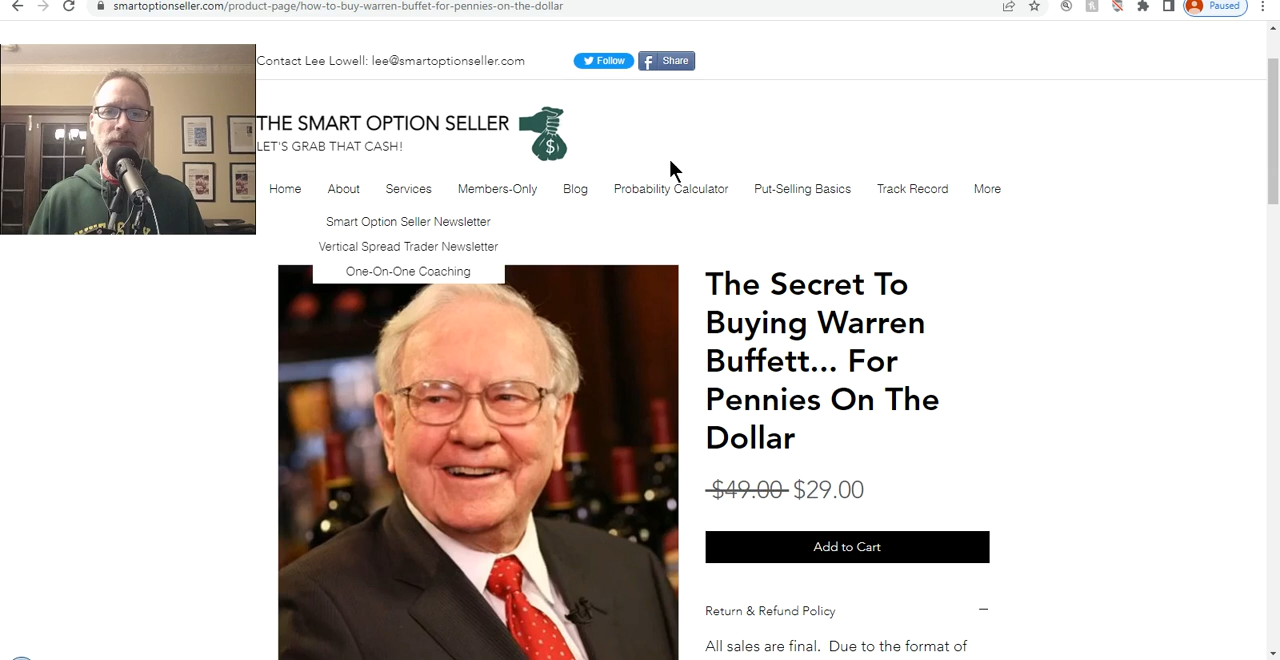 smartoptionseller.com/product-page/how-to-buy-warren-buffet-for-pennies-on-the-dollar
Paused
Contact Lee Lowell: lee@smartoptionseller.com
Follow
Share
THE SMART OPTION SELLER
LET'S GRAB THAT CASH!
$
Home About Services Members-Only Blog Probability Calculator Put-Selling Basics Track Record More
Smart Option Seller Newsletter
Vertical Spread Trader Newsletter
One-On-One Coaching
The Secret To
Buying Warren
Buffett... For
Pennies On The
Dollar
$49.00 $29.00
Add to Cart
Return & Refund Policy
All sales are final. Due to the format of